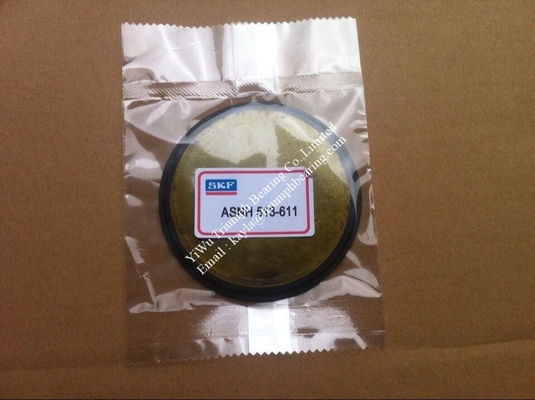 SKF
ASNH 513-611
YiWu Triumph Bearing Co.,Limited
Email : kayla@triumphbearing.com